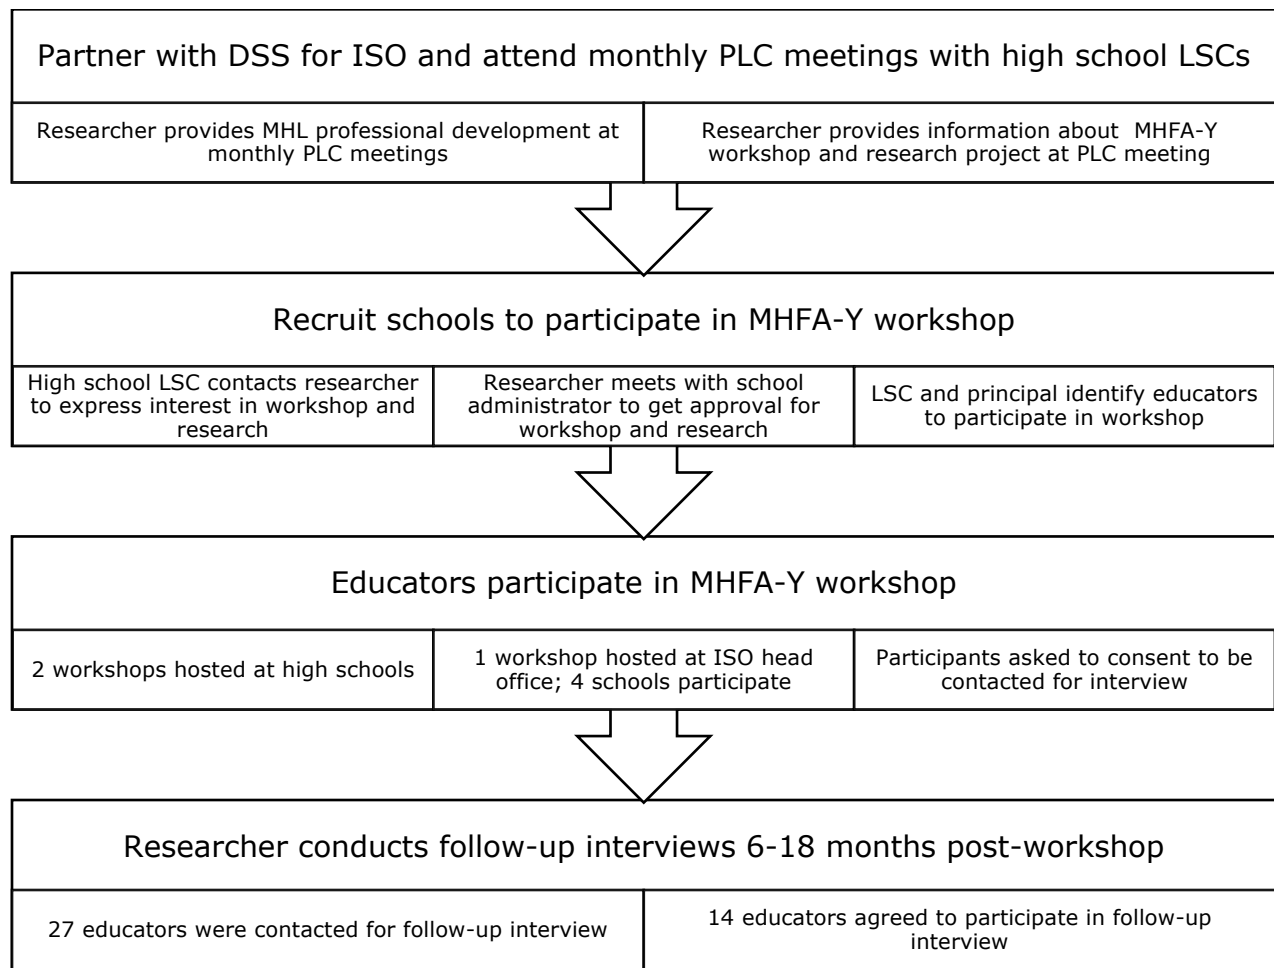 Partner with DSS for ISO and attend monthly PLC meetings with high school LSCs
Researcher provides MHL professional development at
monthly PLC meetings
Researcher provides information about MHFA-Y
workshop and research project at PLC meeting
Recruit schools to participate in MHFA-Y workshop
High school LSC contacts researcher
to express interest in workshop and
research
Researcher meets with school
administrator to get approval for
workshop and research
LSC and principal identify educators
to participate in workshop
Educators participate in MHFA-Y workshop
2 workshops hosted at high schools
1 workshop hosted at ISO head
office; 4 schools participate
Participants asked to consent to be
contacted for interview
Researcher conducts follow-up interviews 6-18 months post-workshop
27 educators were contacted for follow-up interview
14 educators agreed to participate in follow-up
interview